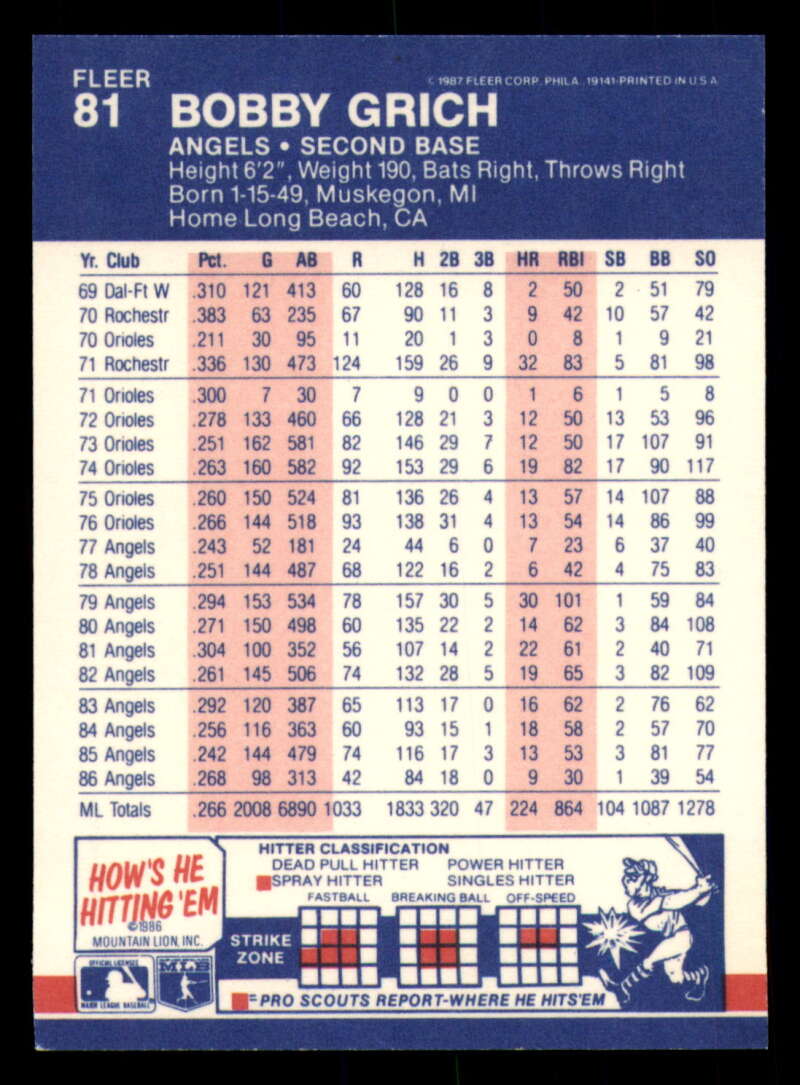 FLEER
81 BOBBY GRICH
© 1987 FLEER CORP. PHILA., 19141-PRINTED IN U S A
ANGELS • SECOND BASE
Height 6'2", Weight 190, Bats Right, Throws Right
Born 1-15-49, Muskegon, MI
Home Long Beach, CA
Yr. Club Pct. G AB R H 2B 3B HR RBI SB BB SO
69 Dal-Ft W .310 121 413 60 128 16 8 2 50 2 51 79
70 Rochestr .383 63 235 67 90 11 3 9 42 10 57 42
70 Orioles .211 30 95 11 20 1 3 0 8 1 9 21
71 Rochestr .336 130 473 124 159 26 9 32 83 5 81 98
71 Orioles .300 7 30 7 9 0 0 1 6 1 5 8
72 Orioles .278 133 460 66 128 21 3 12 50 13 53 96
73 Orioles .251 162 581 82 146 29 7 12 50 17 107 91
74 Orioles .263 160 582 92 153 29 6 19 82 17 90 117
75 Orioles .260 150 524 81 136 26 4 13 57 14 107 88
76 Orioles .266 144 518 93 138 31 4 13 54 14 86 99
77 Angels .243 52 181 24 44 6 0 7 23 6 37 40
78 Angels .251 144 487 68 122 16 2 6 42 4 75 83
79 Angels .294 153 534 78 157 30 5 30 101 1 59 84
80 Angels .271 150 498 60 135 22 2 14 62 3 84 108
81 Angels .304 100 352 56 107 14 2 22 61 2 40 71
82 Angels .261 145 506 74 132 28 5 19 65 3 82 109
83 Angels .292 120 387 65 113 17 0 16 62 2 76 62
84 Angels .256 116 363 60 93 15 1 18 58 2 57 70
85 Angels .242 144 479 74 116 17 3 13 53 3 81 77
86 Angels .268 98 313 42 84 18 0 9 30 1 39 54
ML Totals .266 2008 6890 1033 1833 320 47 224 864 104 1087 1278
HOW'S HE
HITTING 'EM
©1986
MOUNTAIN LION, INC.
HITTER CLASSIFICATION
DEAD PULL HITTER POWER HITTER
SPRAY HITTER SINGLES HITTER
FASTBALL BREAKING BALL OFF-SPEED
STRIKE
ZONE
= PRO SCOUTS REPORT-WHERE HE HITS'EM
OFFICIAL LICENSEE
MAJOR LEAGUE BASEBALL
MLB